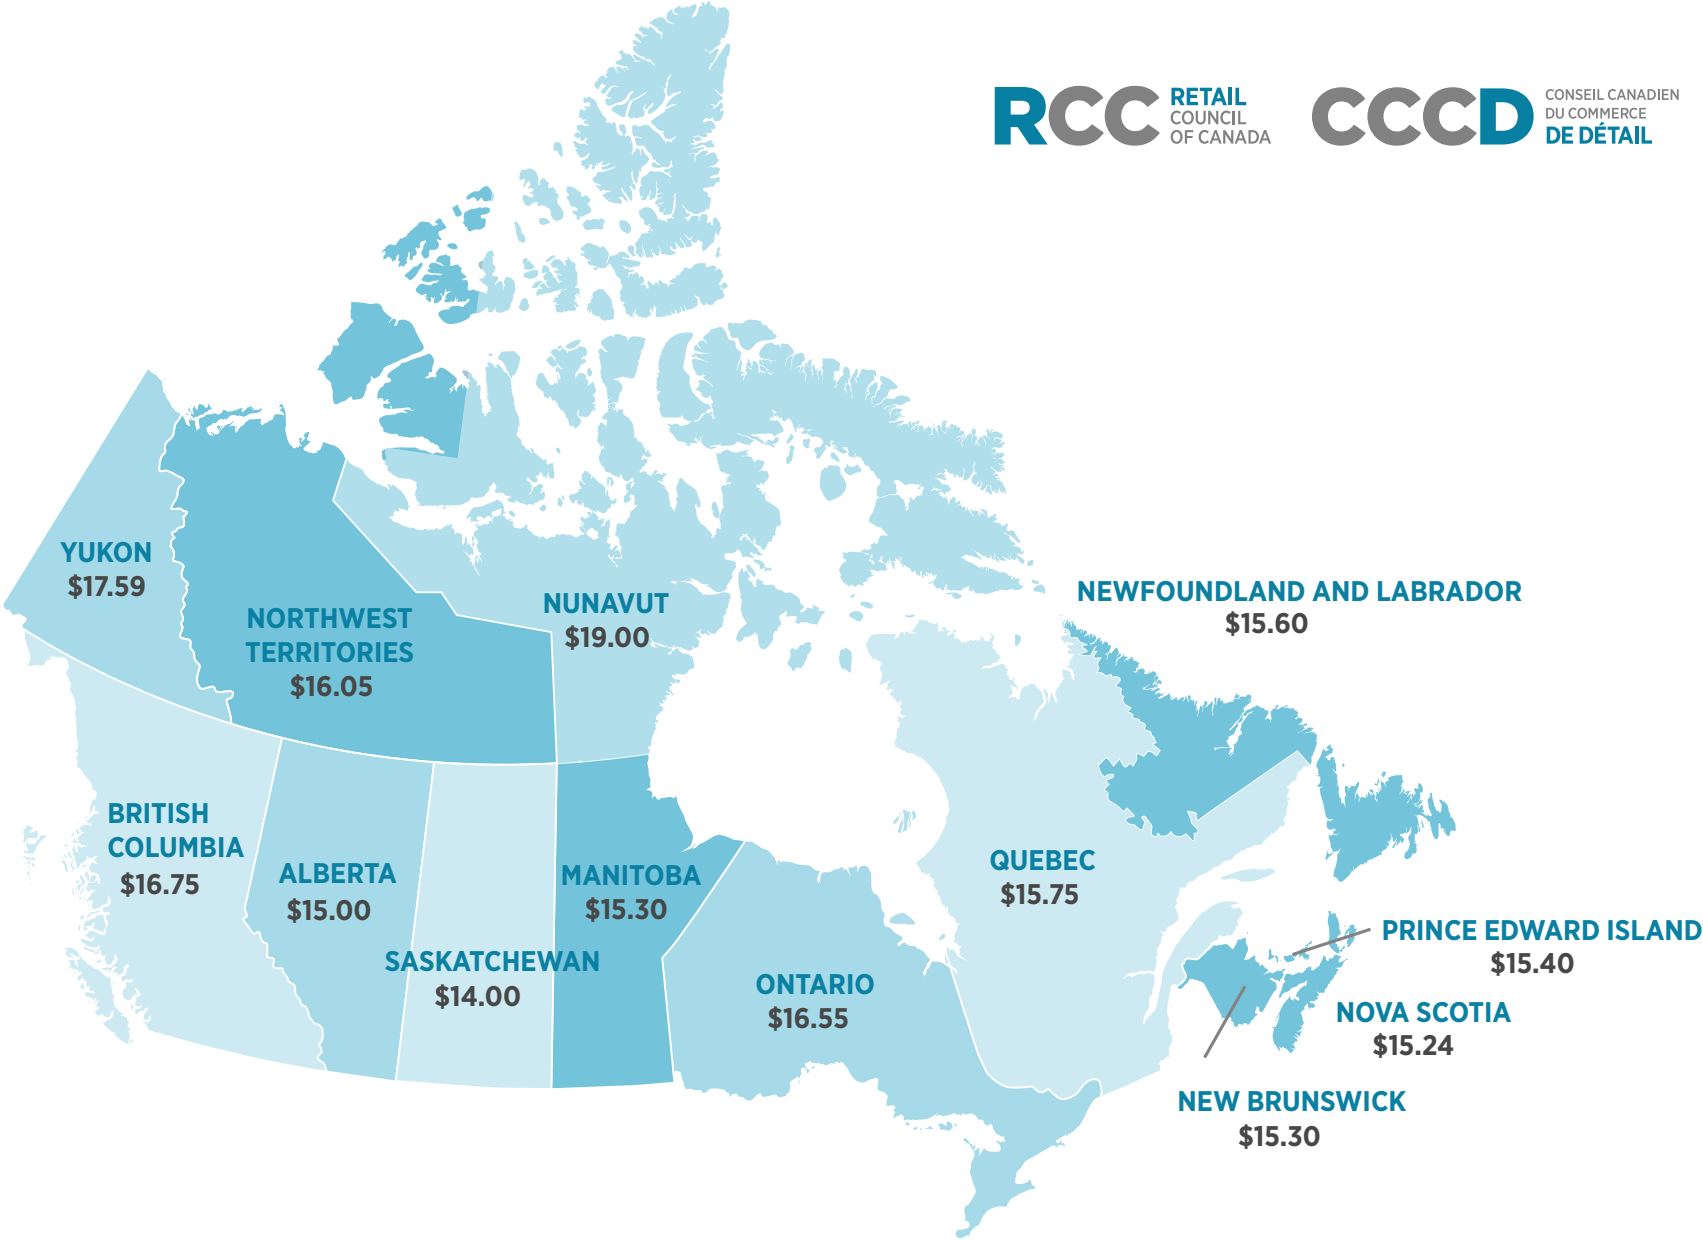 RCC RETAIL
COUNCIL
OF CANADA
CCCD CONSEIL CANADIEN
DU COMMERCE
DE DÉTAIL
YUKON
$17.59
NORTHWEST
TERRITORIES
$16.05
NUNAVUT
$19.00
NEWFOUNDLAND AND LABRADOR
$15.60
BRITISH
COLUMBIA
$16.75
ALBERTA
$15.00
SASKATCHEWAN
$14.00
MANITOBA
$15.30
ONTARIO
$16.55
QUEBEC
$15.75
PRINCE EDWARD ISLAND
$15.40
NOVA SCOTIA
$15.24
NEW BRUNSWICK
$15.30